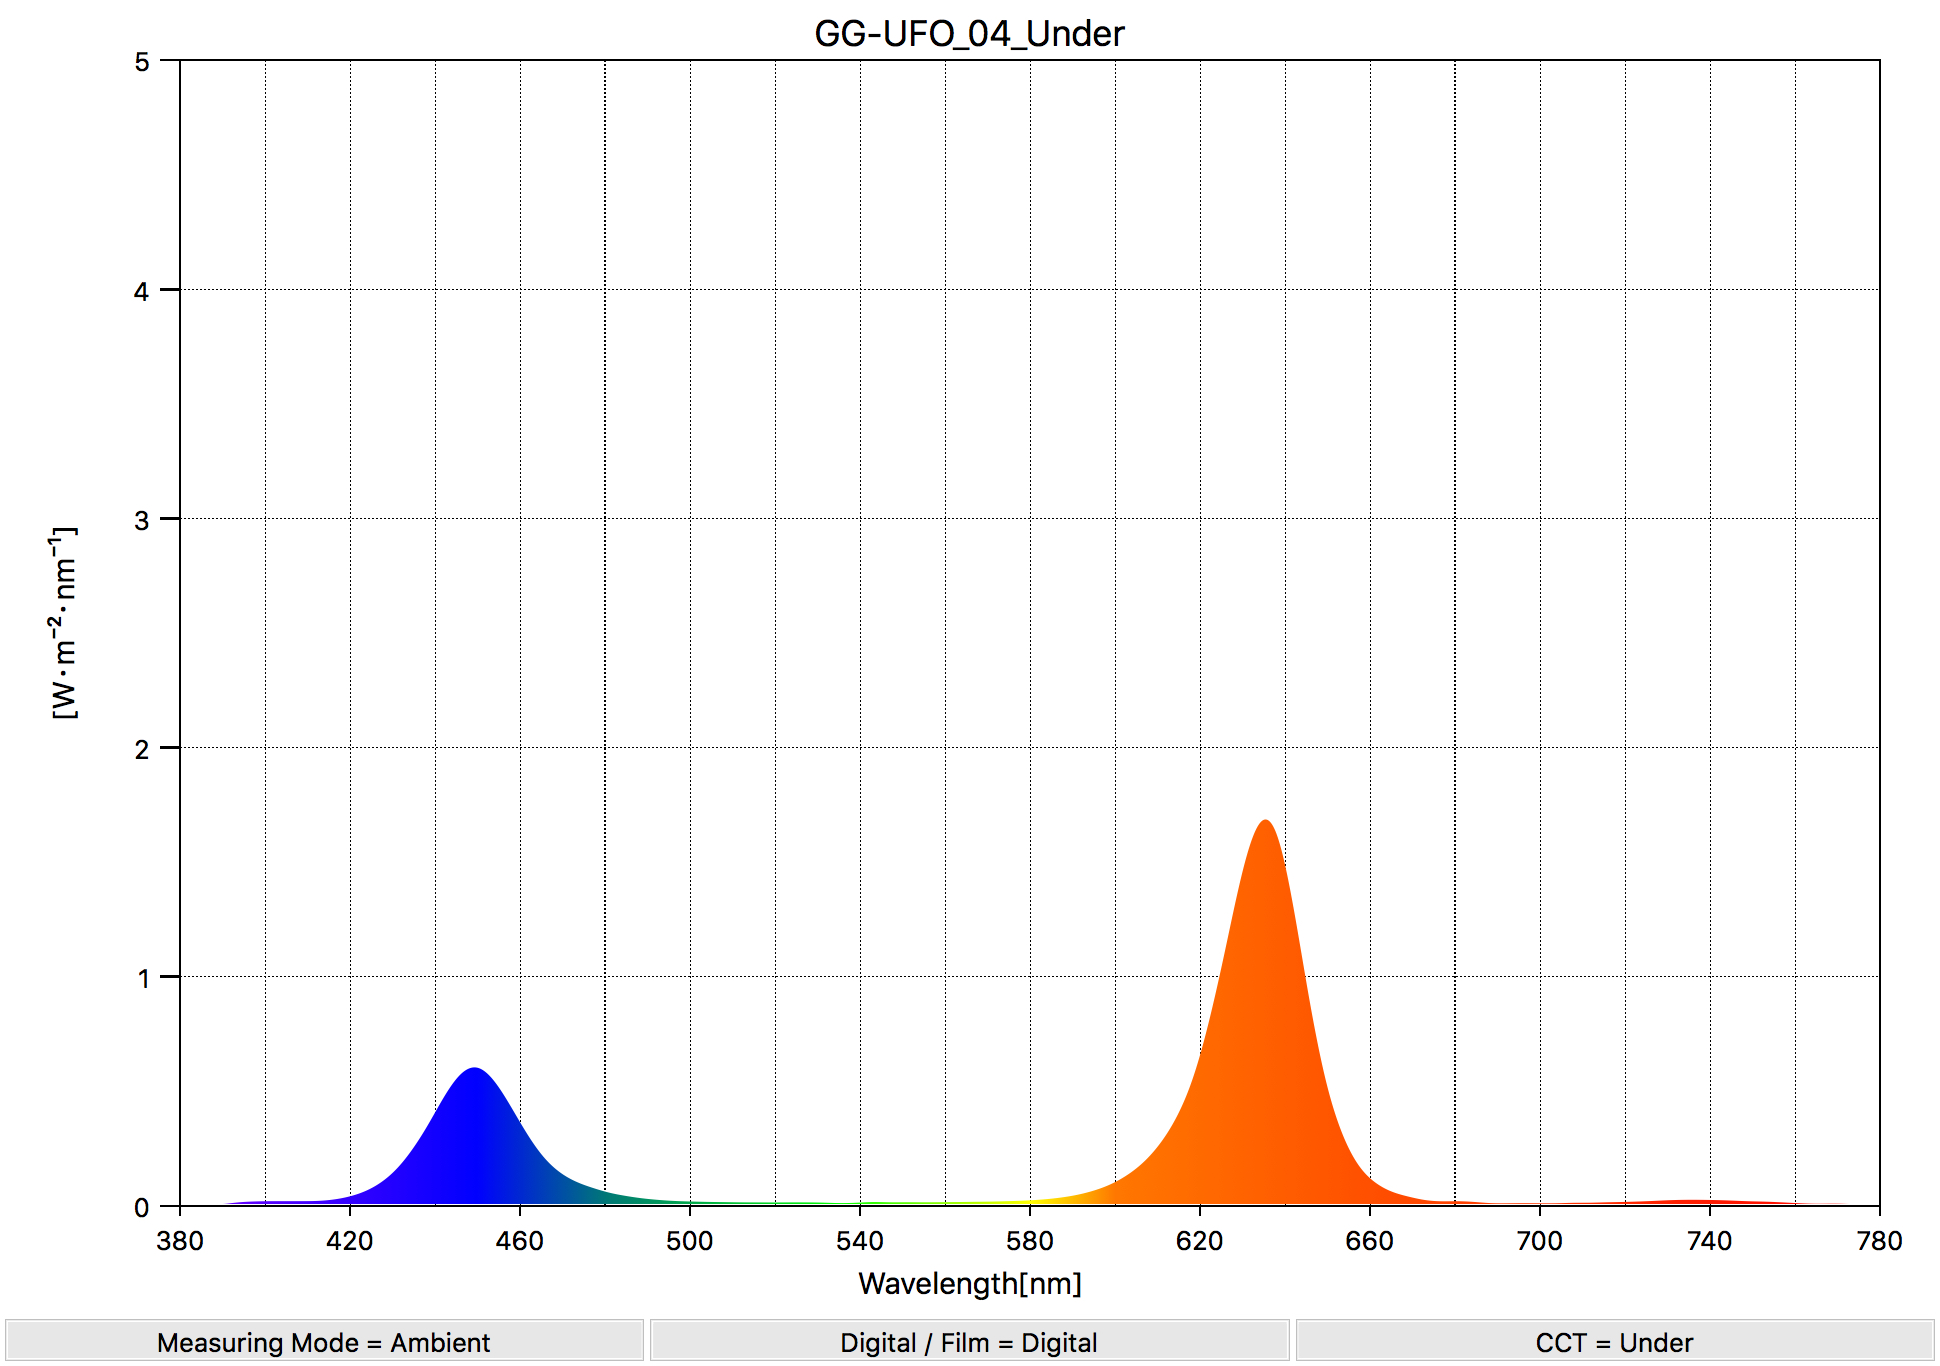 GG-UFO_04_Under
5
4
3
2
1
0
[W・m⁻²・nm⁻¹]
380 420 460 500 540 580 620 660 700 740 780
Wavelength[nm]
Measuring Mode = Ambient
Digital / Film = Digital
CCT = Under